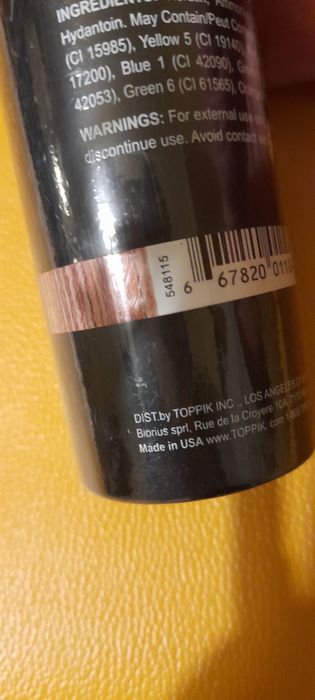 INGREDIENTS:
Hydantoin. May Contain/Peut
(CI 15985), Yellow 5 (CI 19140
17200), Blue 1 (CI 42090),
42053), Green 6 (CI 61565),
WARNINGS: For external use
discontinue use. Avoid contact
548115
6 67820
DIST.by TOPPIK INC ., LOS ANGELES
Biorius sprl, Rue de la Croyere 10A,
Made in USA www.TOPPIK. com